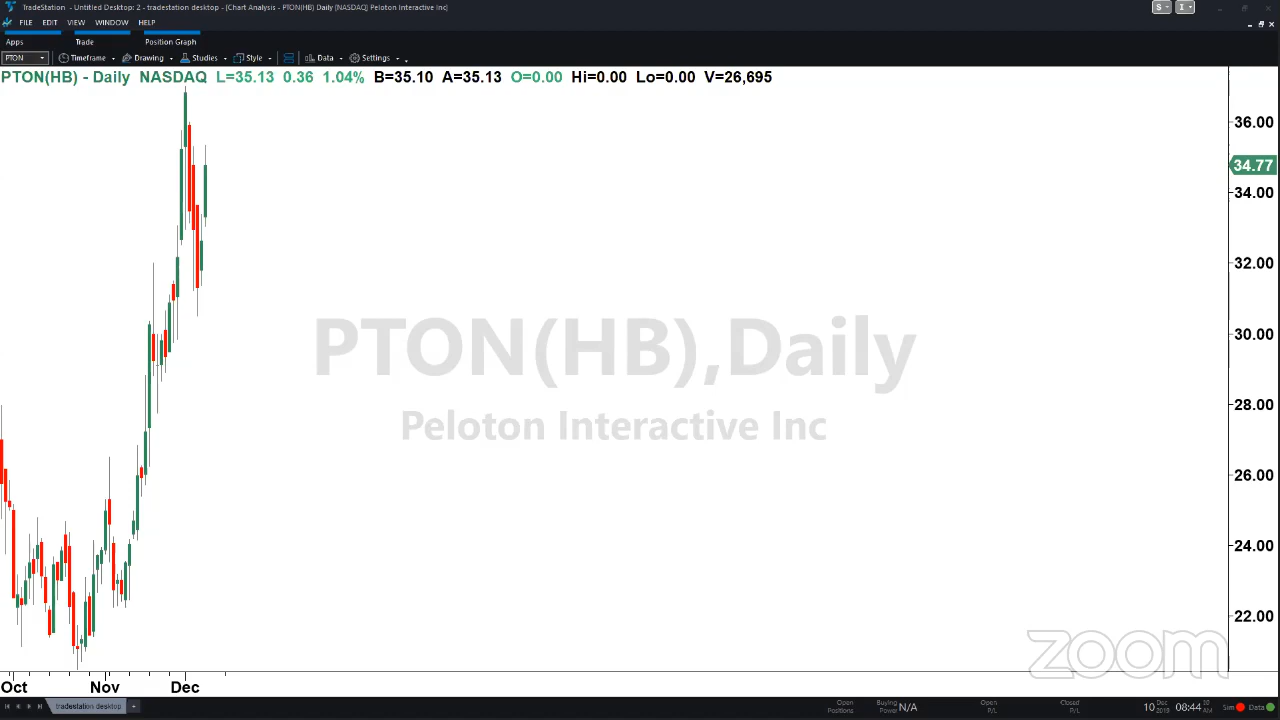 TradeStation - Untitled Desktop: 2 - tradestation desktop - [Chart Analysis - PTON(HB) Daily [NASDAQ] Peloton Interactive Inc]
FILE EDIT VIEW WINDOW HELP
Apps Trade Position Graph
PTON Timeframe Drawing Studies Style Data Settings
PTON(HB) - Daily NASDAQ L=35.13 0.36 1.04% B=35.10 A=35.13 O=0.00 Hi=0.00 Lo=0.00 V=26,695
36.00
34.77
34.00
32.00
30.00
28.00
26.00
24.00
22.00
PTON(HB),Daily
Peloton Interactive Inc
zoom
Oct Nov Dec
tradestation desktop +
Open Positions
Buying Power N/A
Open P/L
Closed P/L
10 Dec 2019
08:44 AM
Sim Data